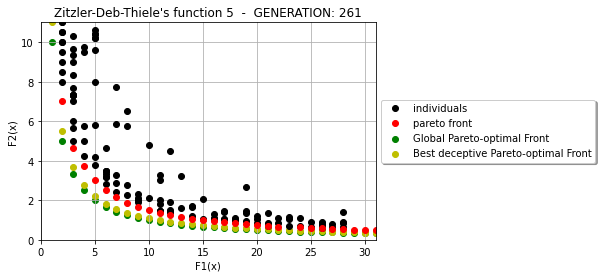 Zitzler-Deb-Thiele's function 5 - GENERATION: 261
10
8
6
4
2
0
0 5 10 15 20 25 30
F2(x)
F1(x)
individuals
pareto front
Global Pareto-optimal Front
Best deceptive Pareto-optimal Front